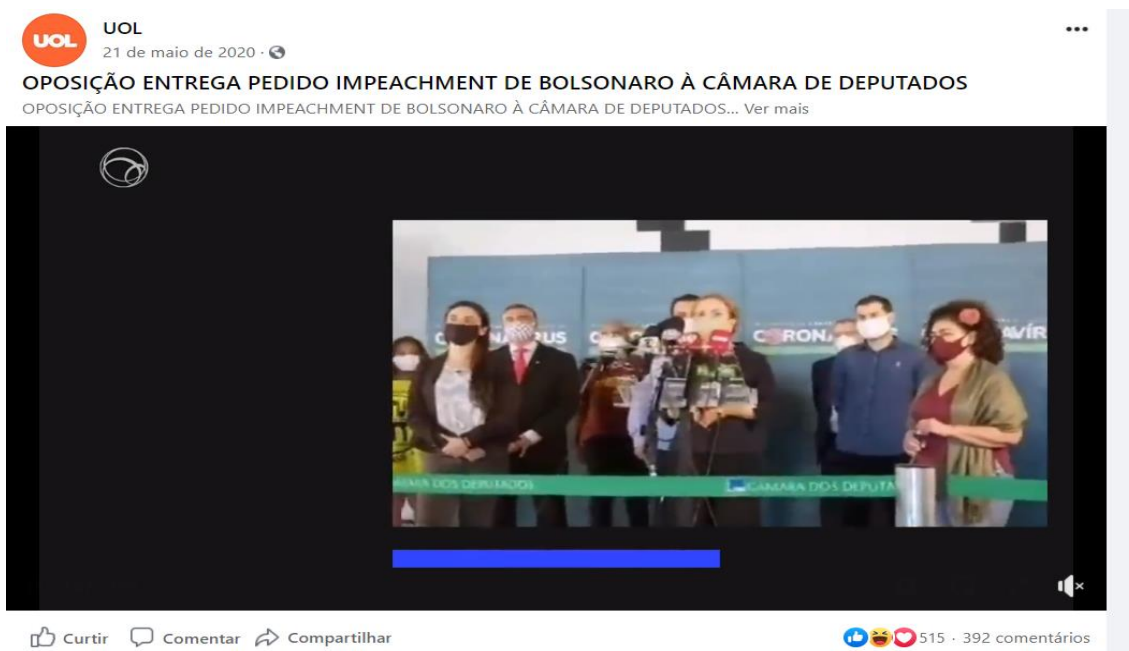 UOL
UOL
21 de maio de 2020 ·
OPOSIÇÃO ENTREGA PEDIDO IMPEACHMENT DE BOLSONARO À CÂMARA DE DEPUTADOS
OPOSIÇÃO ENTREGA PEDIDO IMPEACHMENT DE BOLSONARO À CÂMARA DE DEPUTADOS... Ver mais
CÂMARA DOS DEPUTA
Curtir Comentar Compartilhar
515 · 392 comentários